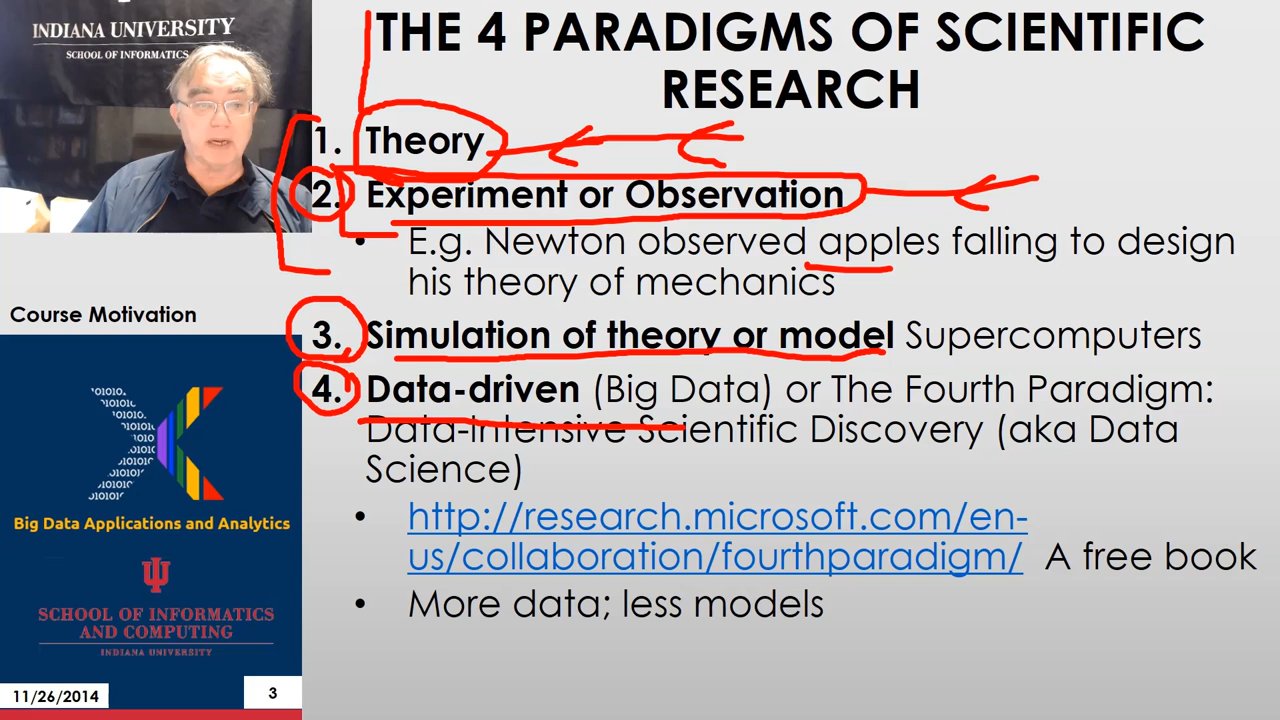 INDIANA UNIVERSITY
SCHOOL OF INFORMATICS
THE 4 PARADIGMS OF SCIENTIFIC
RESEARCH
1. Theory
2. Experiment or Observation
• E.g. Newton observed apples falling to design
his theory of mechanics
3. Simulation of theory or model Supercomputers
4. Data-driven (Big Data) or The Fourth Paradigm:
Data-Intensive Scientific Discovery (aka Data
Science)
• http://research.microsoft.com/en-
us/collaboration/fourthparadigm/ A free book
• More data; less models
Course Motivation
Big Data Applications and Analytics
SCHOOL OF INFORMATICS
AND COMPUTING
INDIANA UNIVERSITY
11/26/2014
3